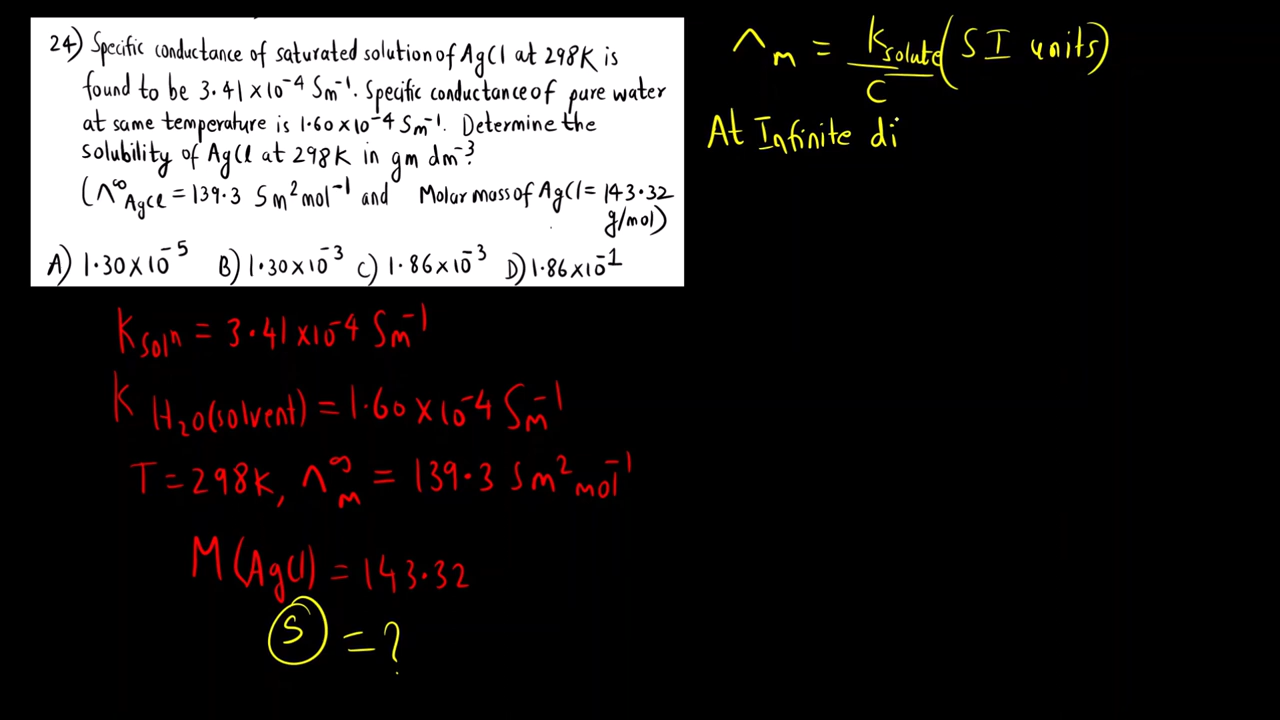 24) Specific conductance of saturated solution of AgCl at 298K is
found to be 3.41 × 10⁻⁴ Sm⁻¹. Specific conductance of pure water
at same temperature is 1.60 × 10⁻⁴ Sm⁻¹. Determine the
solubility of AgCl at 298K in gm dm⁻³?
(Λ^∞ AgCl = 139.3 Sm²mol⁻¹ and Molar mass of AgCl = 143.32
g/mol)
A) 1.30×10⁻⁵ B) 1.30×10⁻³ C) 1.86×10⁻³ D) 1.86×10⁻¹
Ksolⁿ = 3.41×10⁻⁴ Sm⁻¹
K H₂O(solvent) = 1.60 × 10⁻⁴ Sm⁻¹
T = 298K, Λ^∞ₘ = 139.3 Sm² mol⁻¹
M(AgCl) = 143.32
S = ?
Λₘ = Ksolute/C (SI units)
At Infinite di